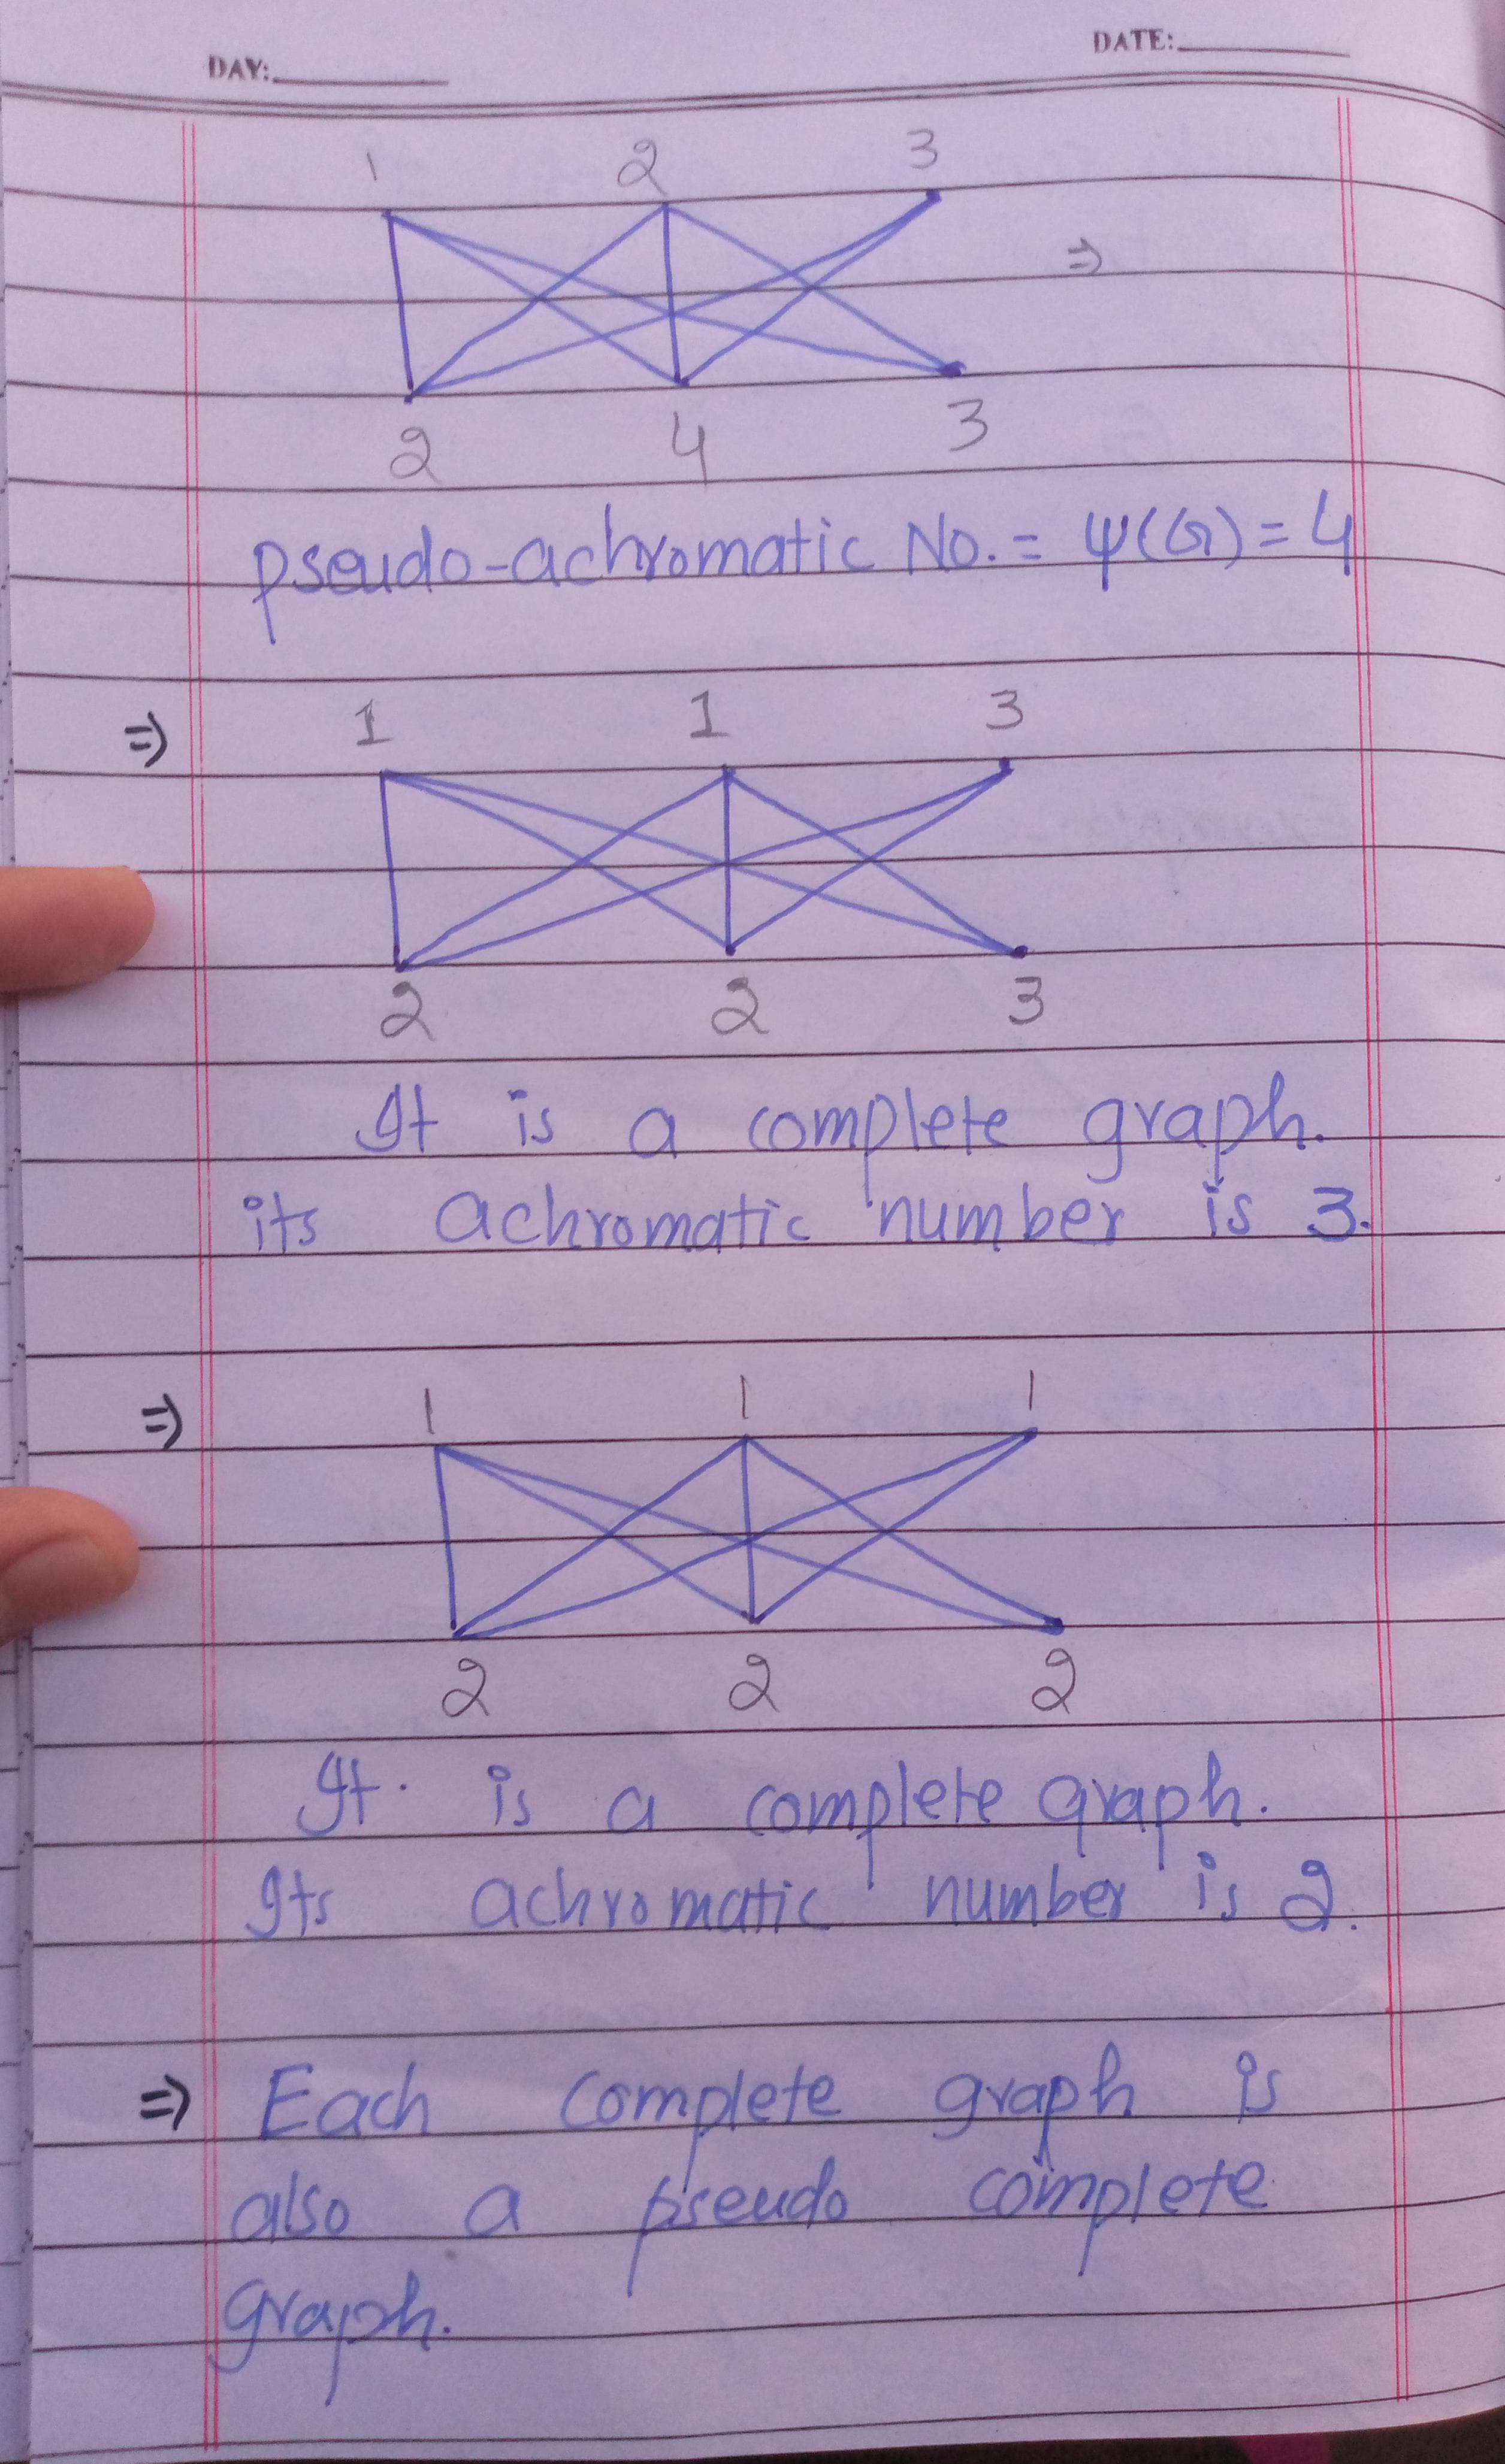 DAY:
DATE:
1 2 3
⇒
2 4 3
pseudo-achromatic No. = ψ(G) = 4
⇒ 1 1 3
2 2 3
It is a complete graph.
its achromatic number is 3.
⇒ 1 1 1
2 2 2
It. is a complete graph.
Its achromatic number is 2.
⇒ Each complete graph is
also a pseudo complete
graph.